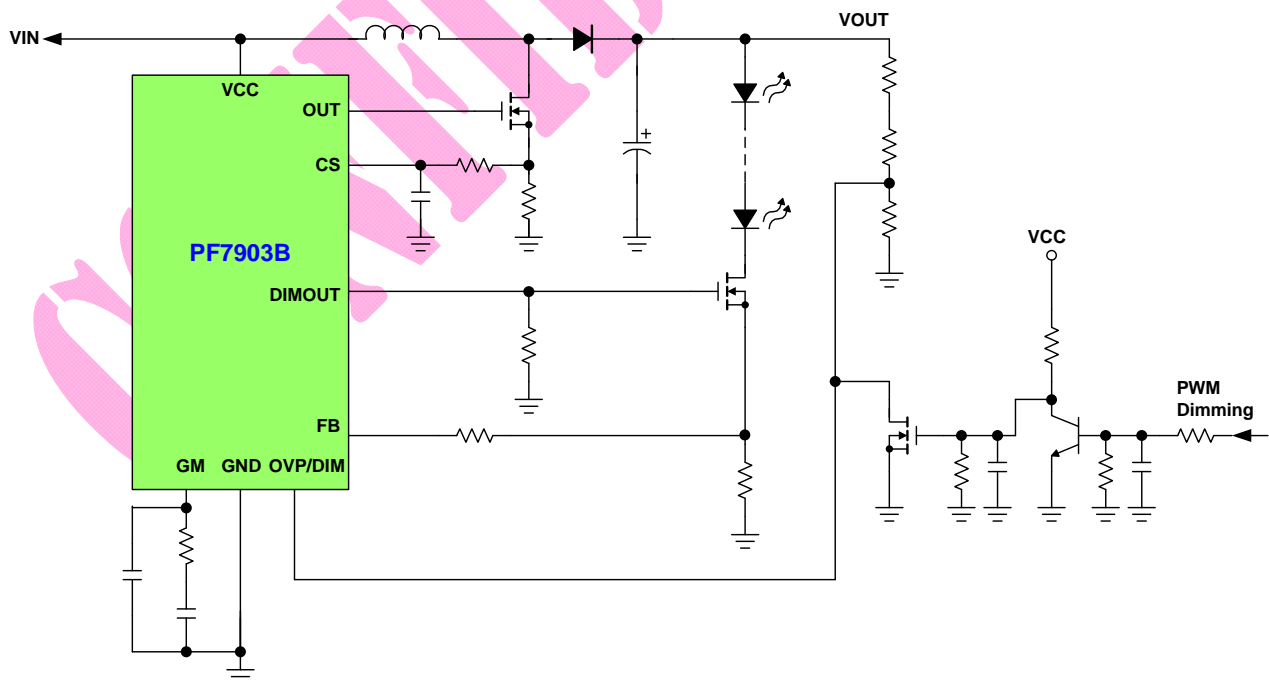 VIN
VOUT
VCC
OUT
CS
PF7903B
VCC
DIMOUT
PWM
Dimming
FB
GM GND OVP/DIM
+